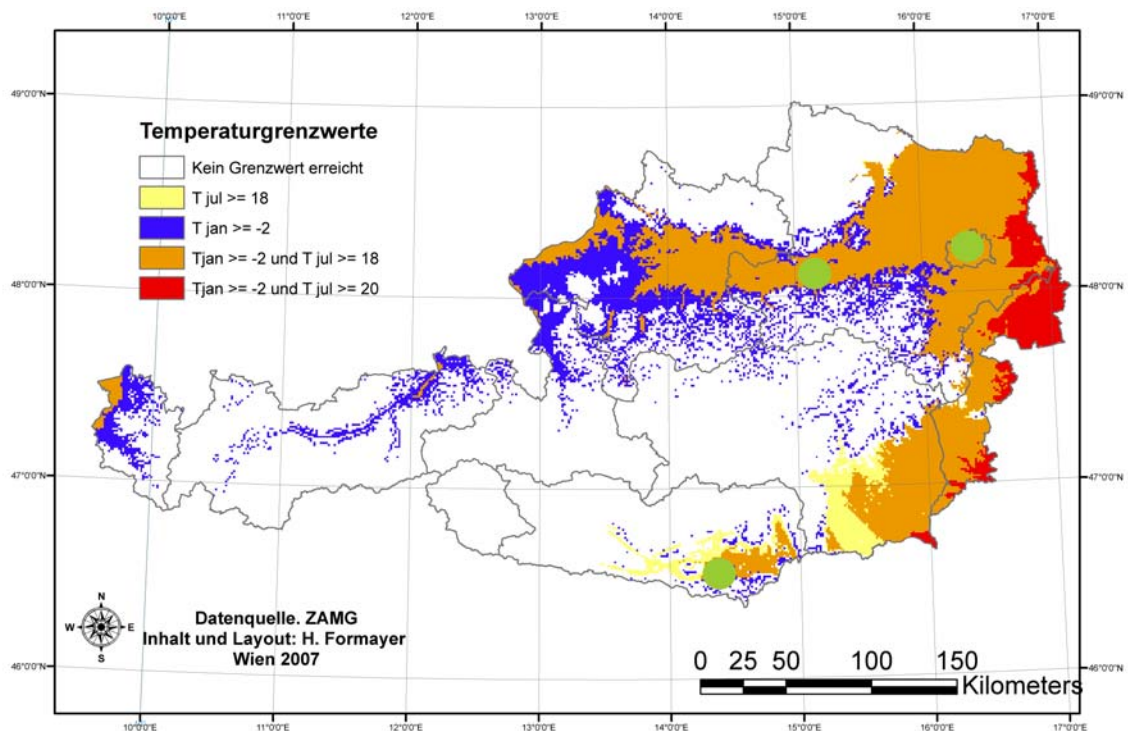 10°0'0"E 11°0'0"E 12°0'0"E 13°0'0"E 14°0'0"E 15°0'0"E 16°0'0"E 17°0'0"E
49°0'0"N 49°0'0"N
Temperaturgrenzwerte
Kein Grenzwert erreicht
T jul >= 18
T jan >= -2
Tjan >= -2 und T jul >= 18
Tjan >= -2 und T jul >= 20
48°0'0"N 48°0'0"N
47°0'0"N 47°0'0"N
N
W E
S
Datenquelle. ZAMG
Inhalt und Layout: H. Formayer
Wien 2007
46°0'0"N 46°0'0"N
0 25 50 100 150
Kilometers
10°0'0"E 11°0'0"E 12°0'0"E 13°0'0"E 14°0'0"E 15°0'0"E 16°0'0"E 17°0'0"E